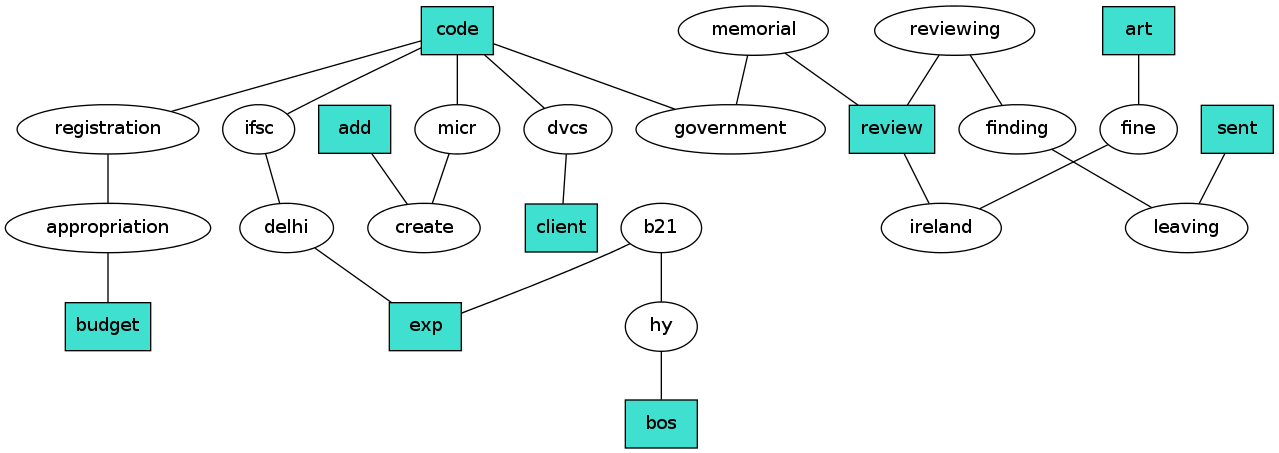 code
memorial
reviewing
art
registration
ifsc
add
micr
dvcs
government
review
finding
fine
sent
appropriation
delhi
create
client
b21
ireland
leaving
budget
exp
hy
bos